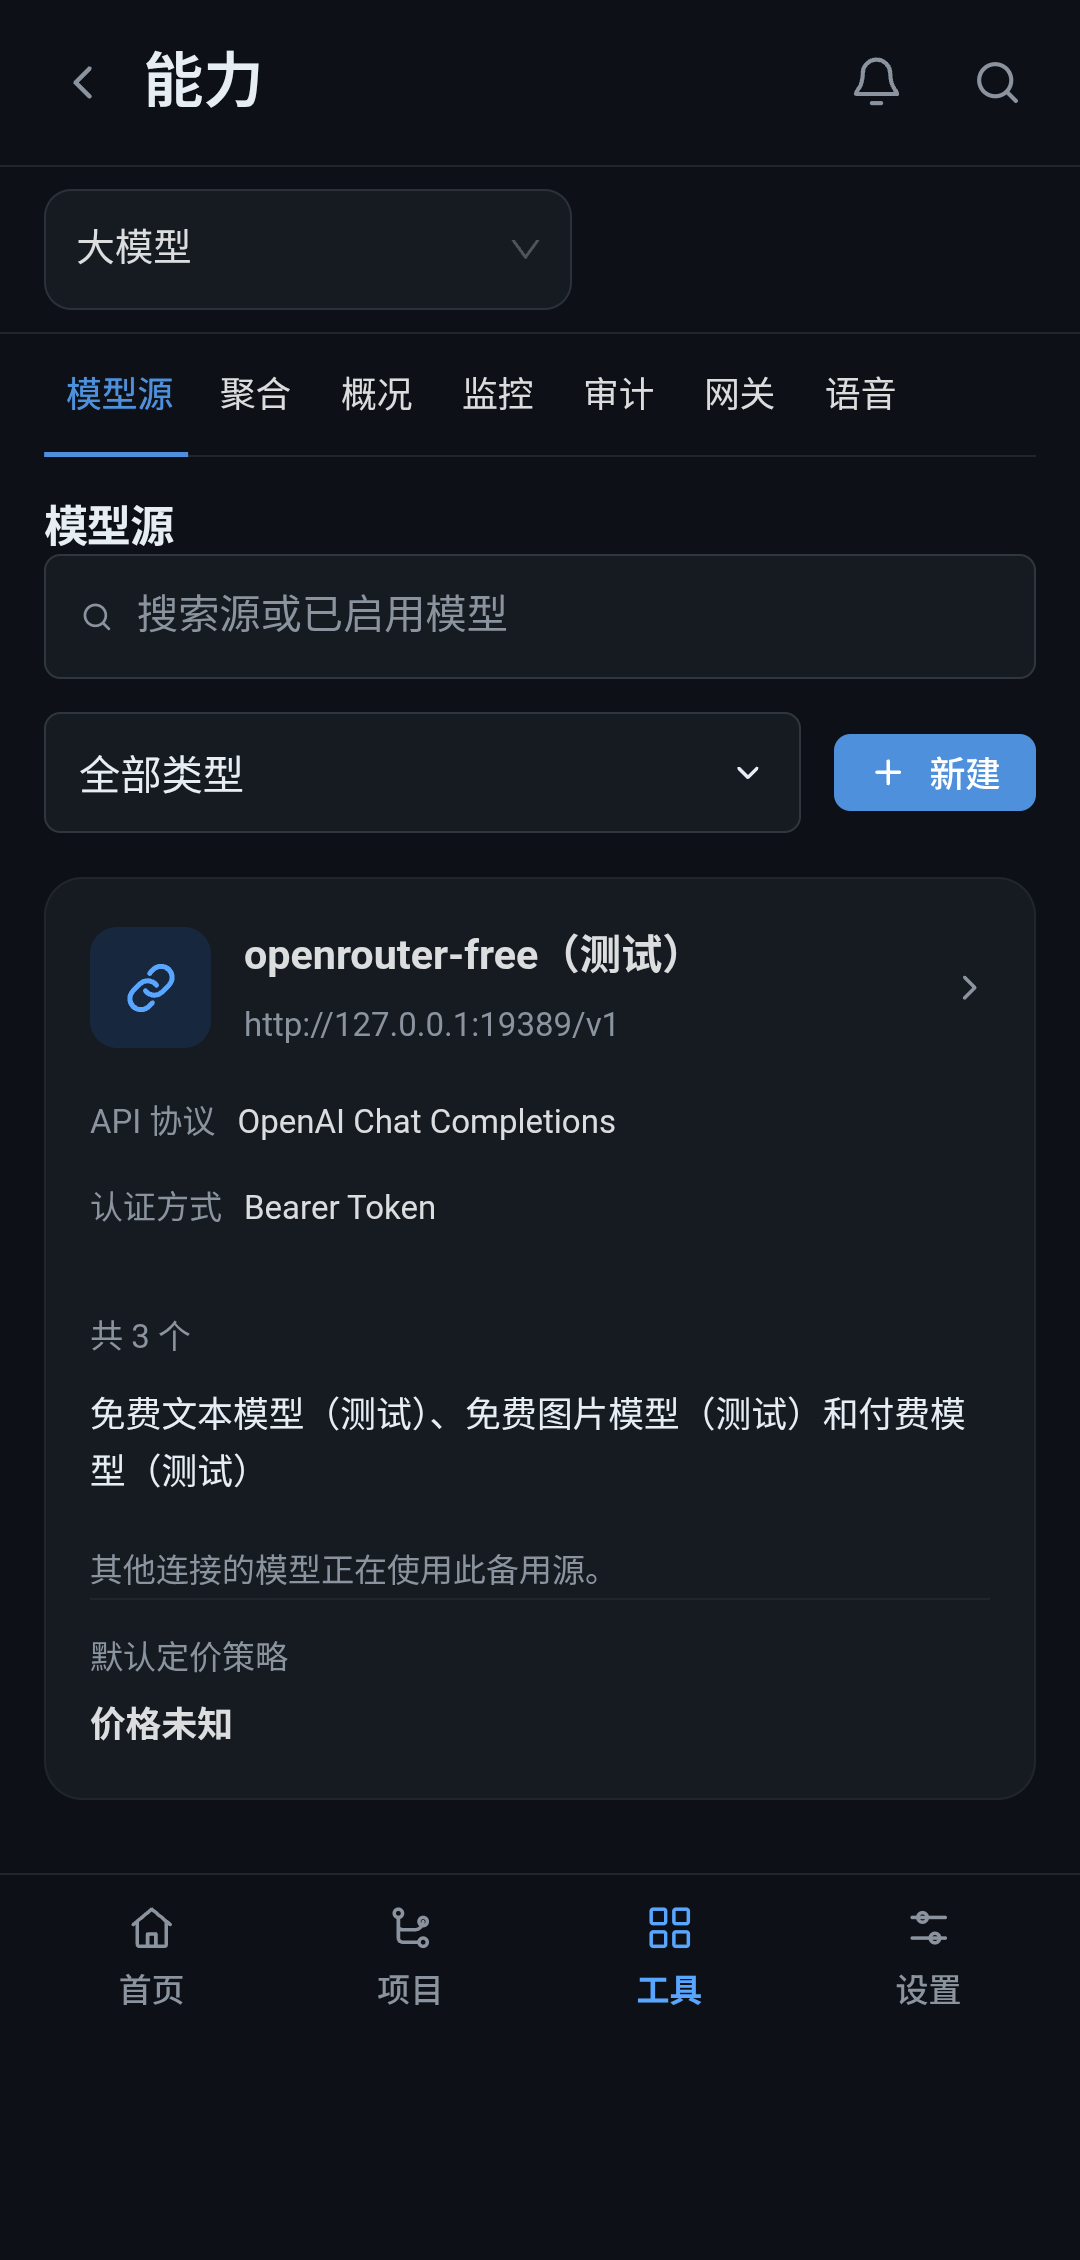 能力
大模型
模型源 聚合 概况 监控 审计 网关 语音
模型源
搜索源或已启用模型
全部类型
新建
openrouter-free（测试）
http://127.0.0.1:19389/v1
API 协议 OpenAI Chat Completions
认证方式 Bearer Token
共 3 个
免费文本模型（测试）、免费图片模型（测试）和付费模
型（测试）
其他连接的模型正在使用此备用源。
默认定价策略
价格未知
首页 项目 工具 设置